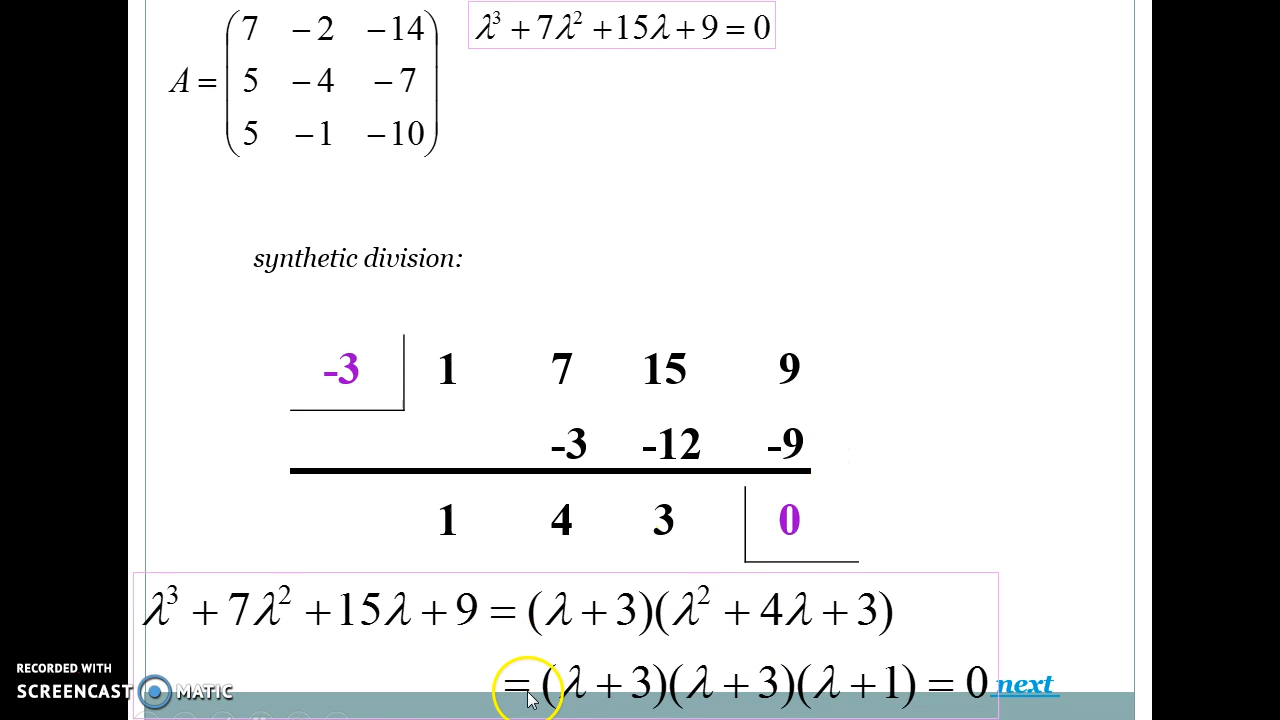 A = ( 7 −2 −14 λ³ + 7λ² + 15λ + 9 = 0
5 −4 −7
5 −1 −10 )
synthetic division:
-3 1 7 15 9
-3 -12 -9
1 4 3 0
λ³ + 7λ² + 15λ + 9 = (λ + 3)(λ² + 4λ + 3)
= (λ + 3)(λ + 3)(λ + 1) = 0 next
RECORDED WITH
SCREENCAST MATIC